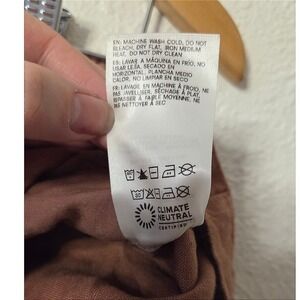 EN: MACHINE WASH COLD, DO NOT
BLEACH, DRY FLAT, IRON MEDIUM
HEAT, DO NOT DRY CLEAN
ES: LAVAR A MÁQUINA EN FRÍO, NO
USAR LEJÍA, SECADO EN
HORIZONTAL, PLANCHA MEDIO
CALOR, NO LIMPIAR EN SECO
FR: LAVAGE EN MACHINE À FROID, NE
PAS JAVELLISER, SÉCHAGE À PLAT,
REPASSER À FAIBLE MOYENNE, NE
PAS NETTOYER À SEC
CLIMATE
NEUTRAL
CERTIFIED